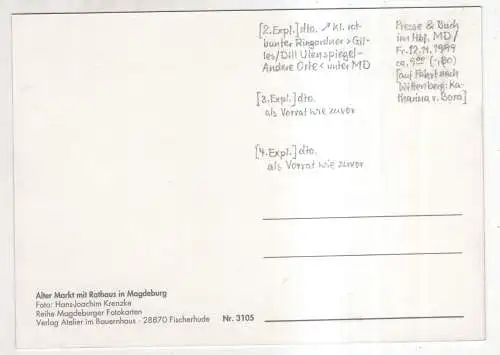 [2.Expl.] dto. ↗ kl. rot-
bunter Ringordner >Gil-
les/Dill Ulenspiegel-
Andere Orte< unter MD
[3.Expl.] dto.
als Vorrat wie zuvor
[4.Expl.] dto.
als Vorrat wie zuvor
Presse & Buch
im Hbf. MD/
Fr. 12.11.1999
ca. 9⁰⁰ (-,80)
[auf Fahrt nach
Wittenberg: Ka-
tharina v. Bora]
Alter Markt mit Rathaus in Magdeburg
Foto: Hans-Joachim Krenzke
Reihe Magdeburger Fotokarten
Verlag Atelier im Bauernhaus · 28870 Fischerhude Nr. 3105